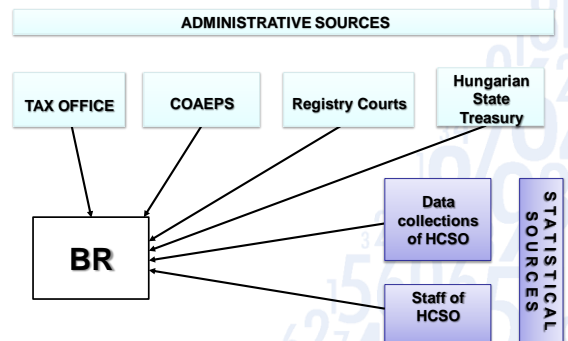 ADMINISTRATIVE SOURCES
TAX OFFICE
COAEPS
Registry Courts
Hungarian
State
Treasury
BR
Data
collections
of HCSO
Staff of
HCSO
STATISTICAL
SOURCES